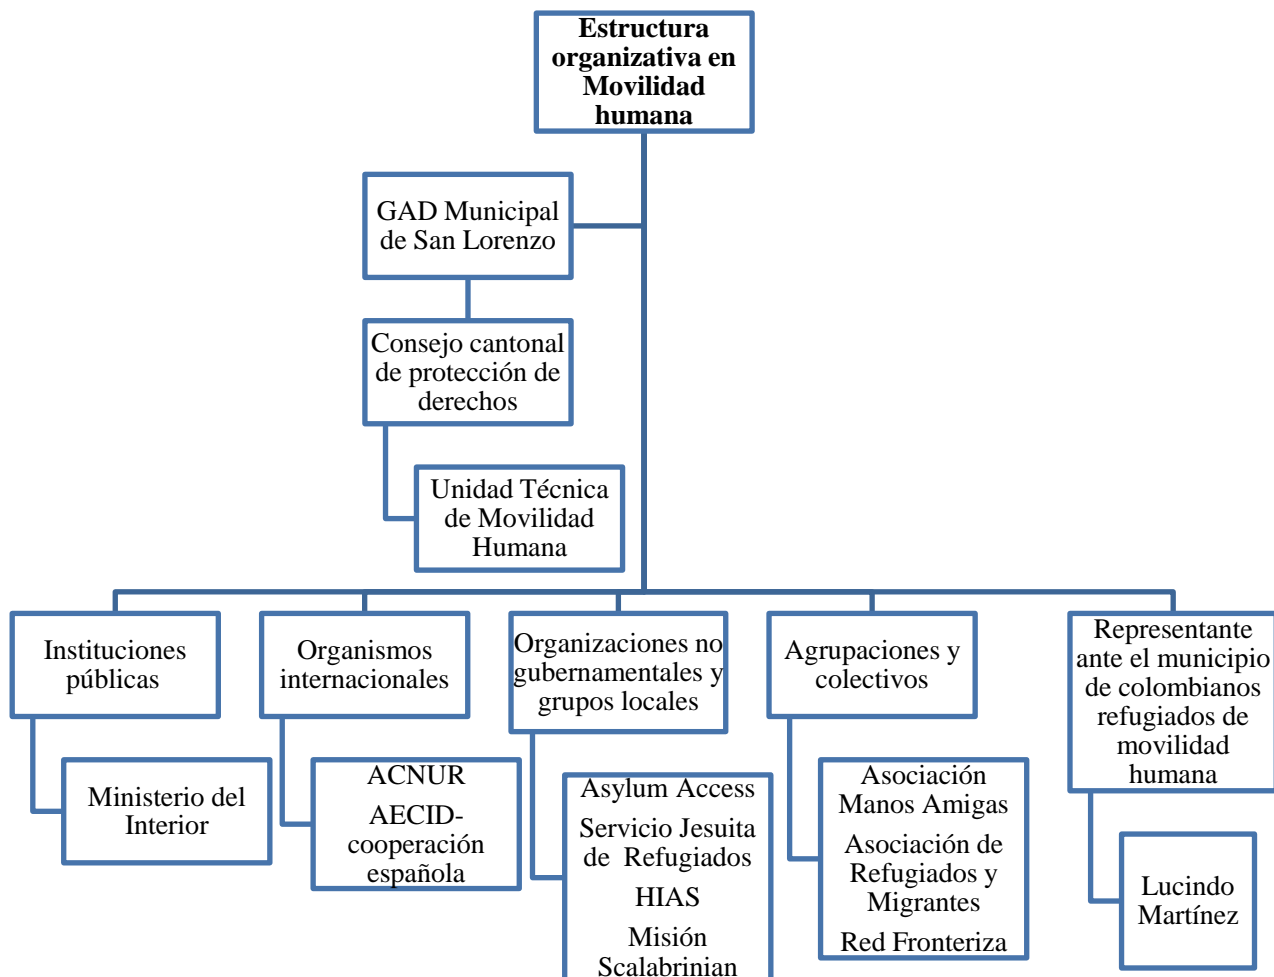 Estructura
organizativa en
Movilidad
humana
GAD Municipal
de San Lorenzo
Consejo cantonal
de protección de
derechos
Unidad Técnica
de Movilidad
Humana
Instituciones
públicas
Ministerio del
Interior
Organismos
internacionales
ACNUR
AECID-
cooperación
española
Organizaciones no
gubernamentales y
grupos locales
Asylum Access
Servicio Jesuita
de Refugiados
HIAS
Misión
Scalabrinian
Agrupaciones y
colectivos
Asociación
Manos Amigas
Asociación de
Refugiados y
Migrantes
Red Fronteriza
Representante
ante el municipio
de colombianos
refugiados de
movilidad
humana
Lucindo
Martínez